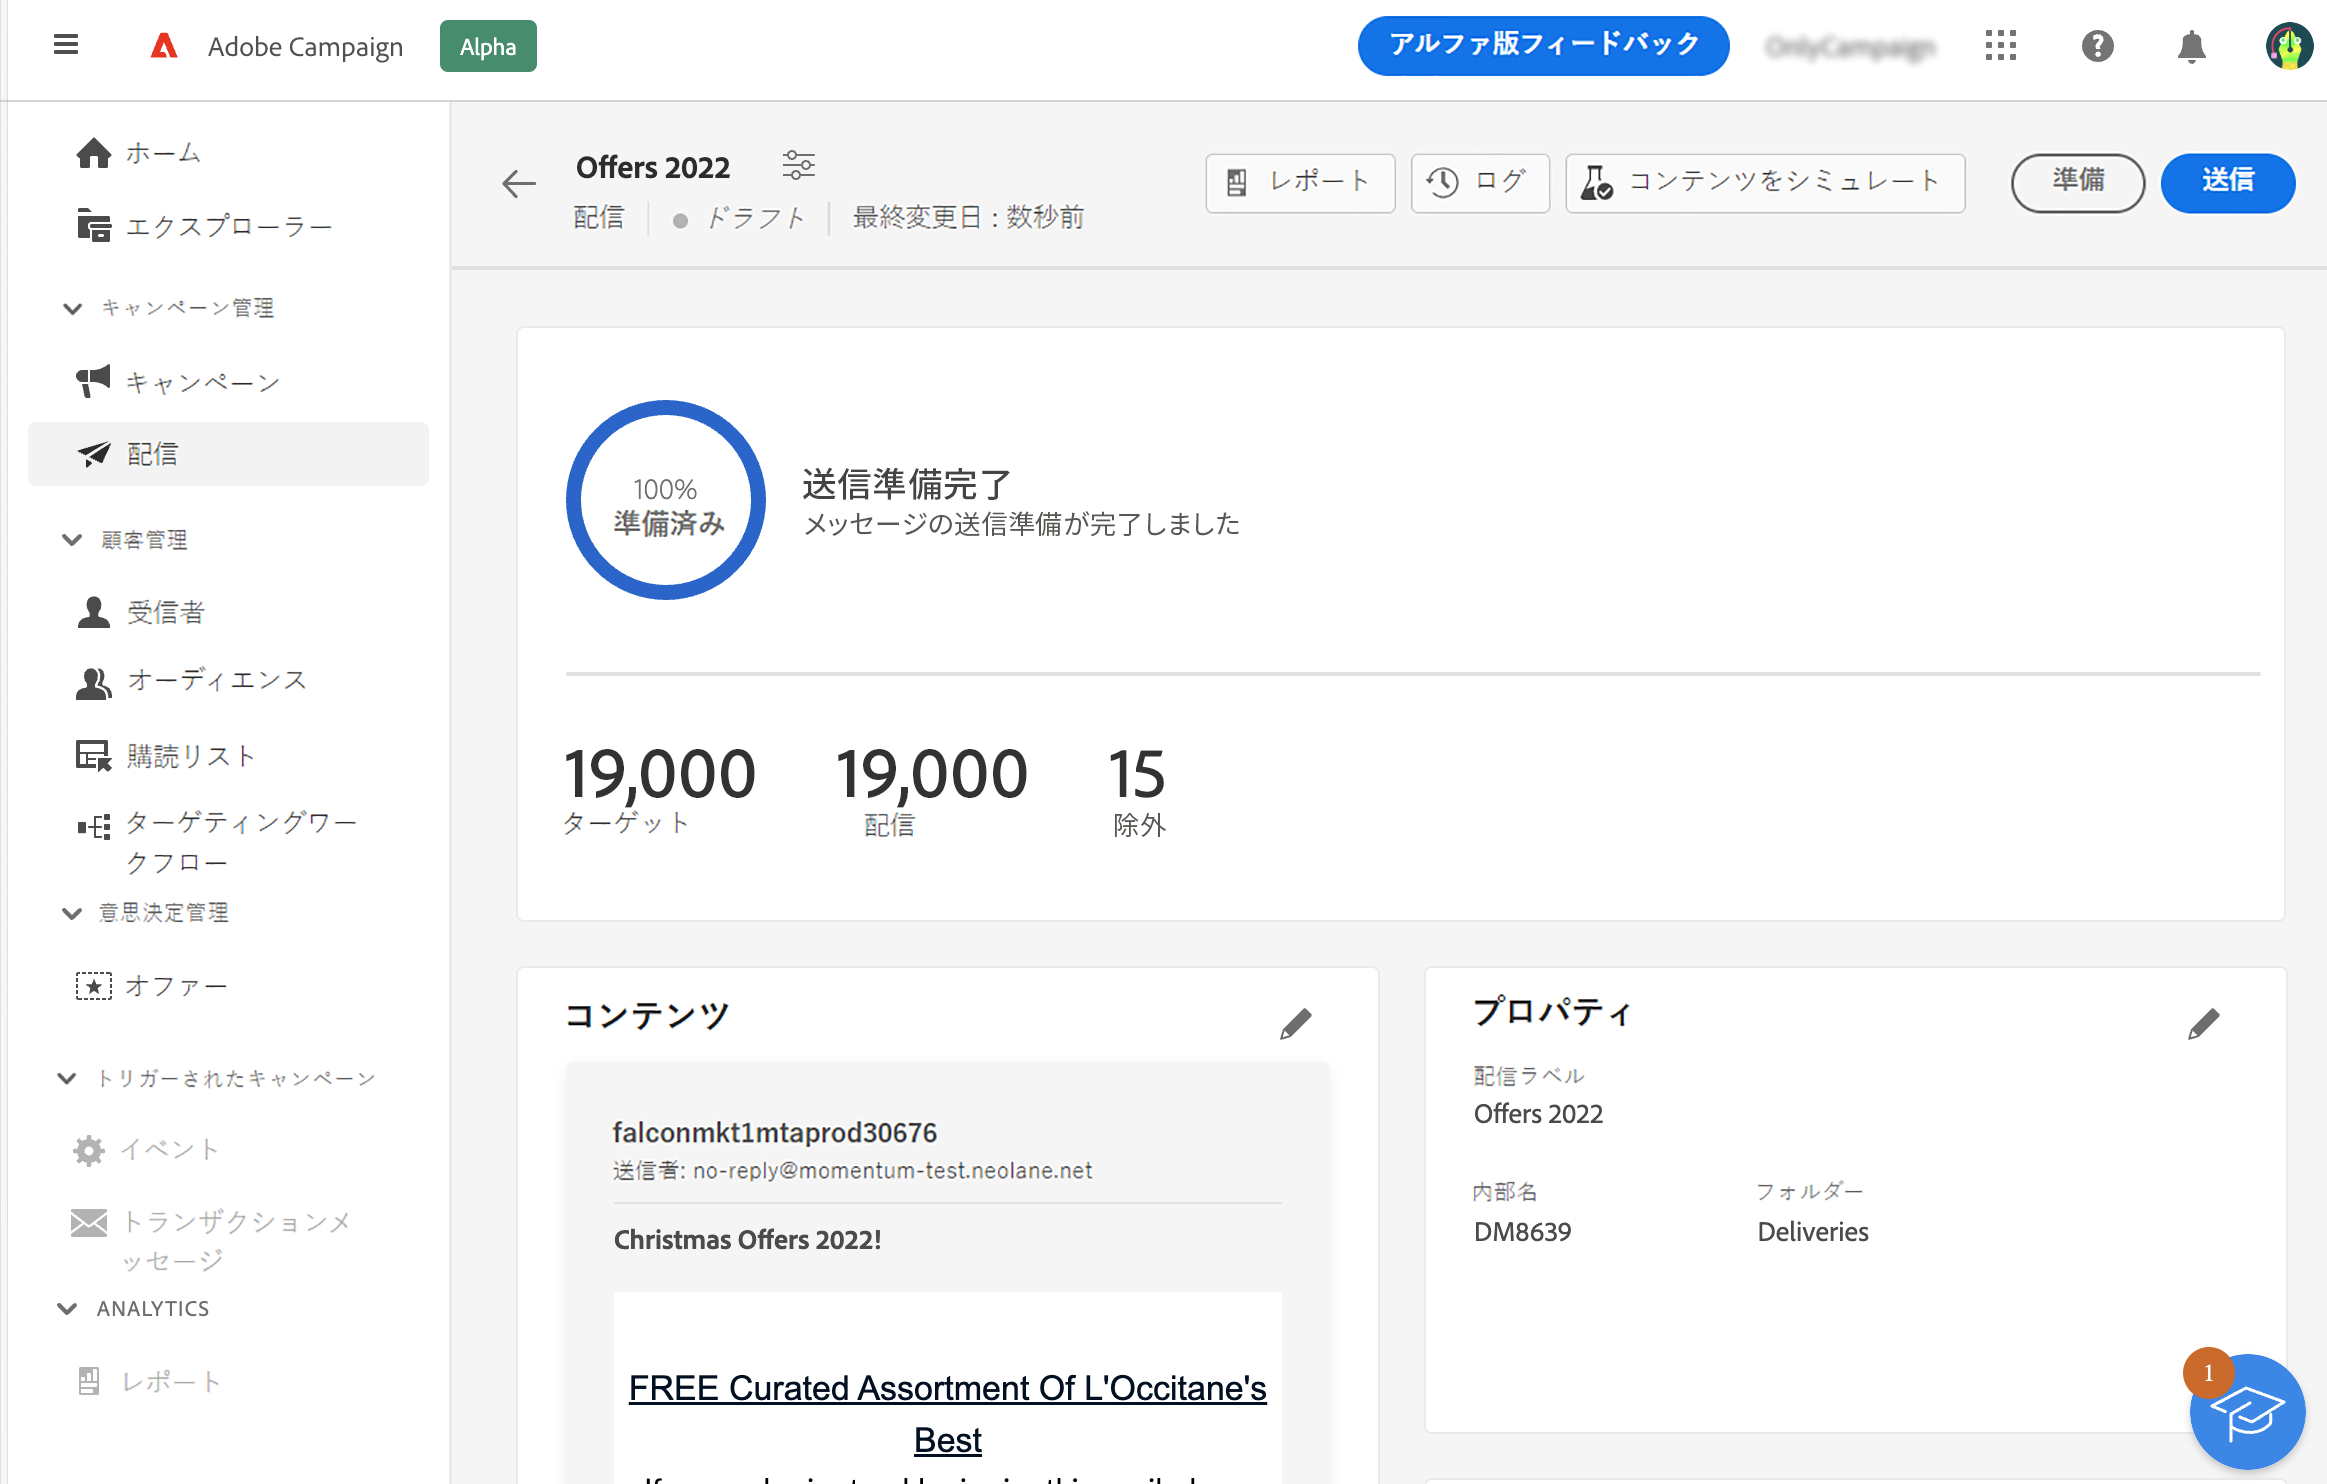 Adobe Campaign
Alpha
アルファ版フィードバック
ホーム
エクスプローラー
キャンペーン管理
キャンペーン
配信
顧客管理
受信者
オーディエンス
購読リスト
ターゲティングワー
クフロー
意思決定管理
オファー
トリガーされたキャンペーン
イベント
トランザクションメ
ッセージ
ANALYTICS
レポート
Offers 2022
配信
ドラフト
最終変更日 : 数秒前
レポート
ログ
コンテンツをシミュレート
準備
送信
100%
準備済み
送信準備完了
メッセージの送信準備が完了しました
19,000
ターゲット
19,000
配信
15
除外
コンテンツ
falconmkt1mtaprod30676
送信者: no-reply@momentum-test.neolane.net
Christmas Offers 2022!
FREE Curated Assortment Of L'Occitane's
Best
プロパティ
配信ラベル
Offers 2022
内部名
DM8639
フォルダー
Deliveries
1